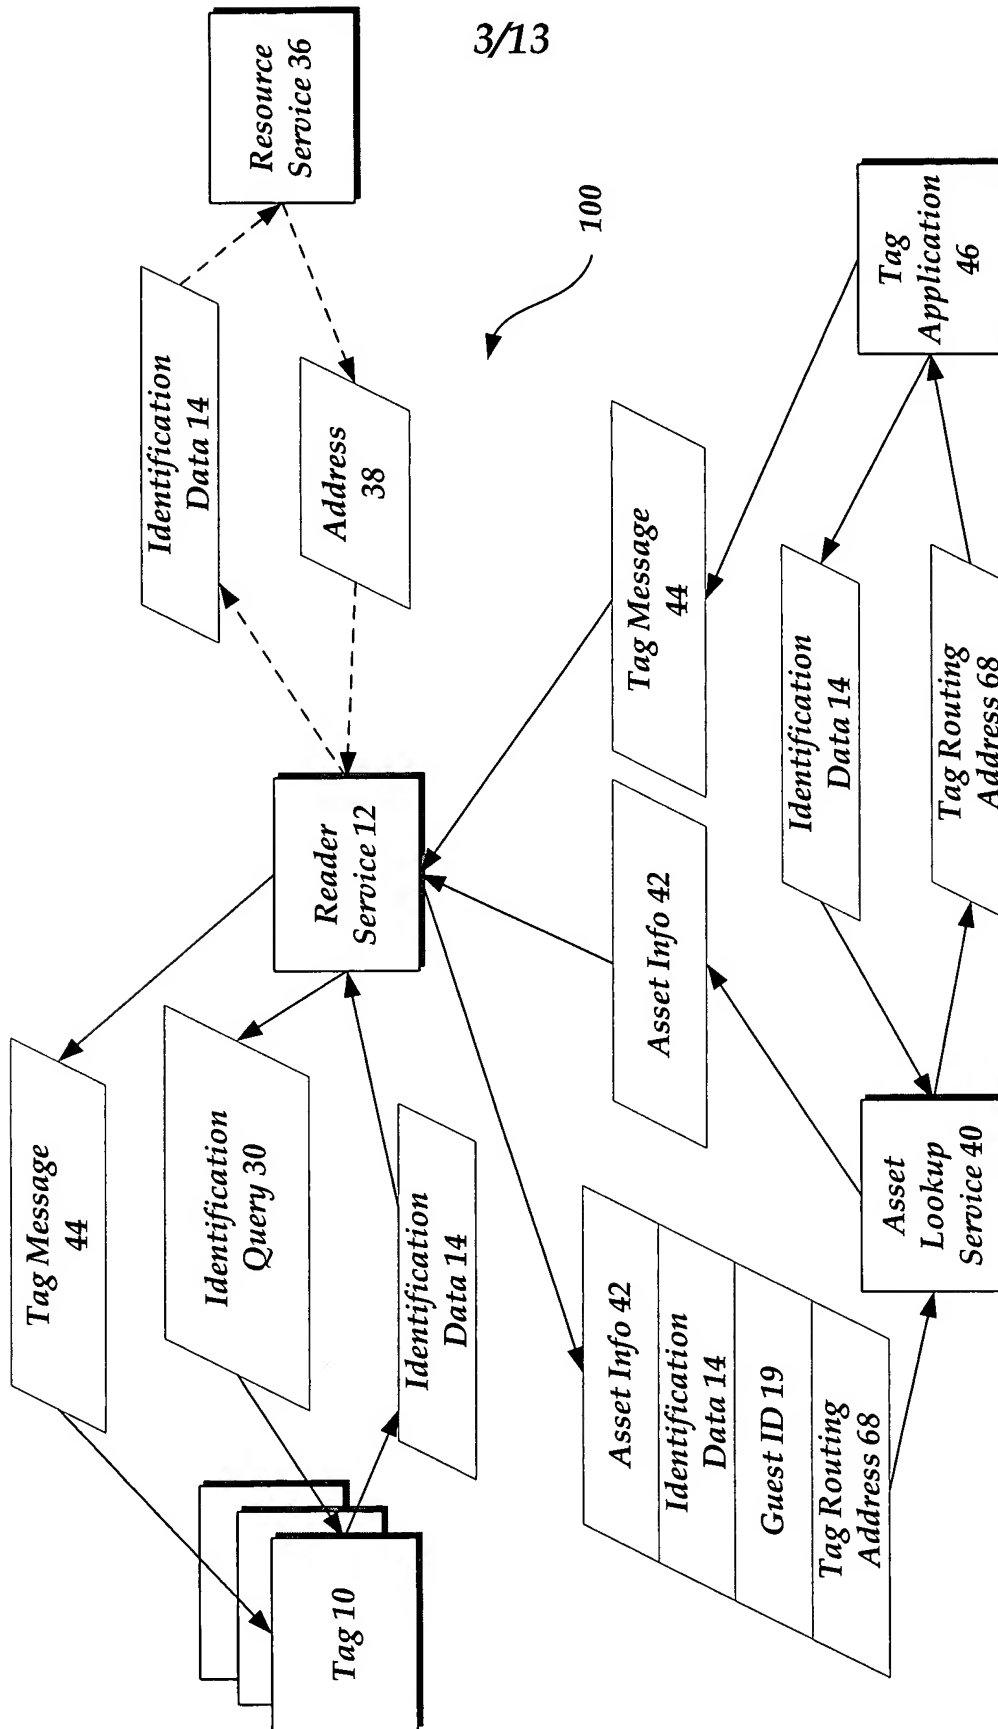 3/13
Tag Message
44
Identification
Query 30
Identification
Data 14
Tag 10
Reader
Service 12
Identification
Data 14
Address
38
Resource
Service 36
100
Asset Info 42
Identification
Data 14
Guest ID 19
Tag Routing
Address 68
Asset Info 42
Tag Message
44
Asset
Lookup
Service 40
Identification
Data 14
Tag Routing
Address 68
Tag
Application
46